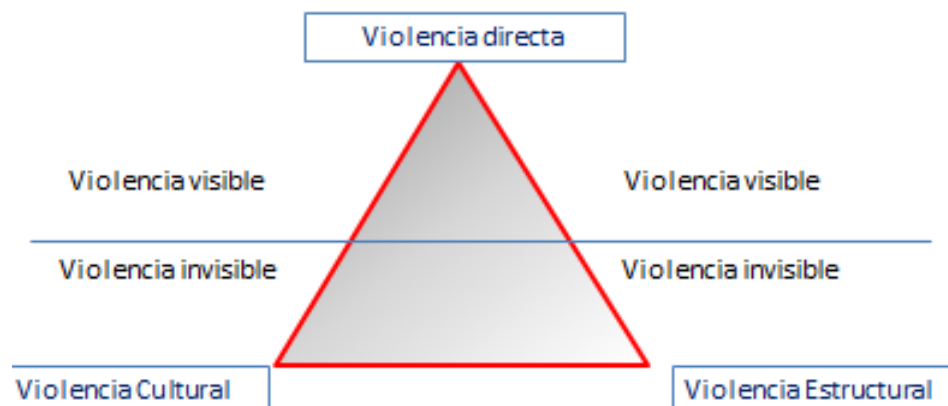 Violencia directa
Violencia visible
Violencia visible
Violencia invisible
Violencia invisible
Violencia Cultural
Violencia Estructural